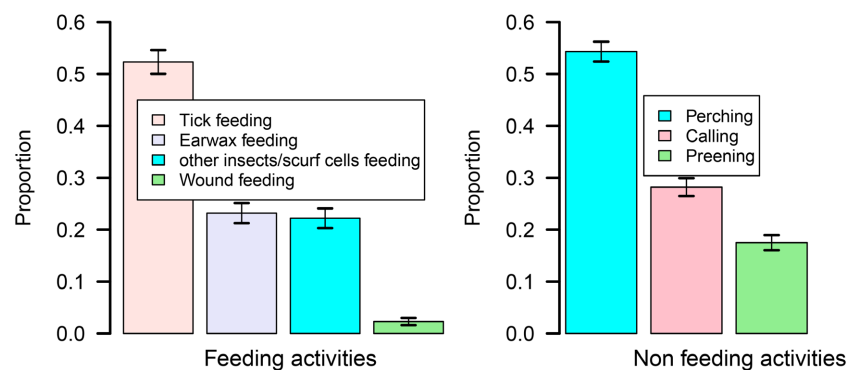 0.6
0.5
0.4
0.3
0.2
0.1
0.0
Proportion
Tick feeding
Earwax feeding
other insects/scurf cells feeding
Wound feeding
Feeding activities
0.6
0.5
0.4
0.3
0.2
0.1
0.0
Proportion
Perching
Calling
Preening
Non feeding activities